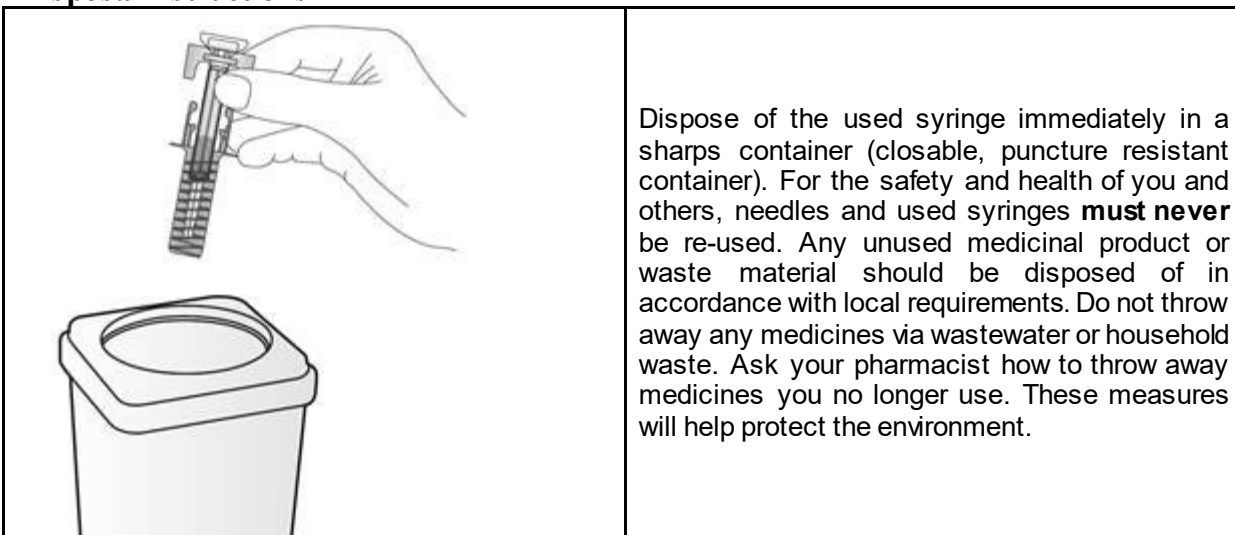 Dispose of the used syringe immediately in a
sharps container (closable, puncture resistant
container). For the safety and health of you and
others, needles and used syringes must never
be re-used. Any unused medicinal product or
waste material should be disposed of in
accordance with local requirements. Do not throw
away any medicines via wastewater or household
waste. Ask your pharmacist how to throw away
medicines you no longer use. These measures
will help protect the environment.